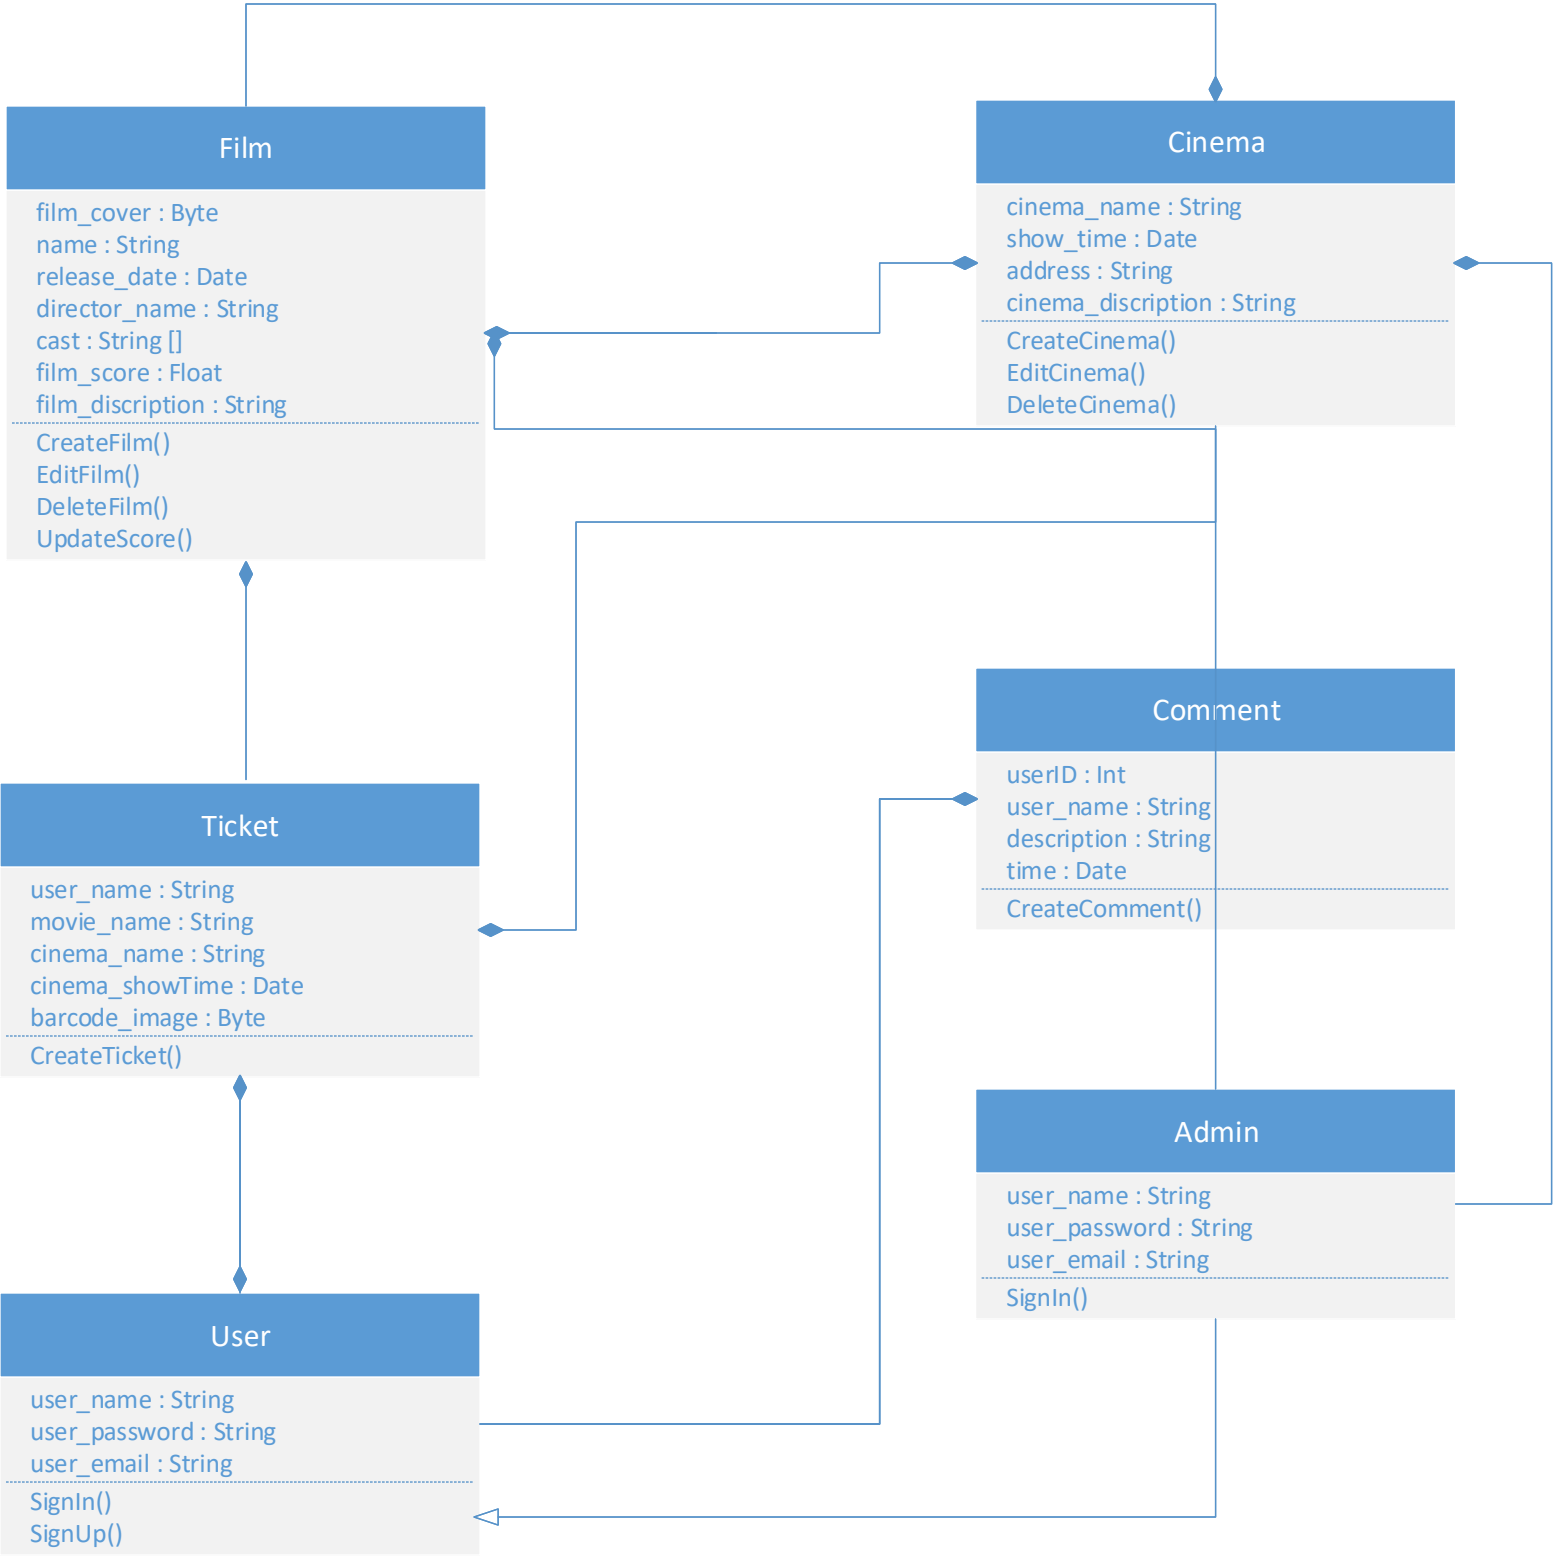 Film
film_cover : Byte
name : String
release_date : Date
director_name : String
cast : String []
film_score : Float
film_discription : String
CreateFilm()
EditFilm()
DeleteFilm()
UpdateScore()
Cinema
cinema_name : String
show_time : Date
address : String
cinema_discription : String
CreateCinema()
EditCinema()
DeleteCinema()
Comment
userID : Int
user_name : String
description : String
time : Date
CreateComment()
Ticket
user_name : String
movie_name : String
cinema_name : String
cinema_showTime : Date
barcode_image : Byte
CreateTicket()
Admin
user_name : String
user_password : String
user_email : String
SignIn()
User
user_name : String
user_password : String
user_email : String
SignIn()
SignUp()